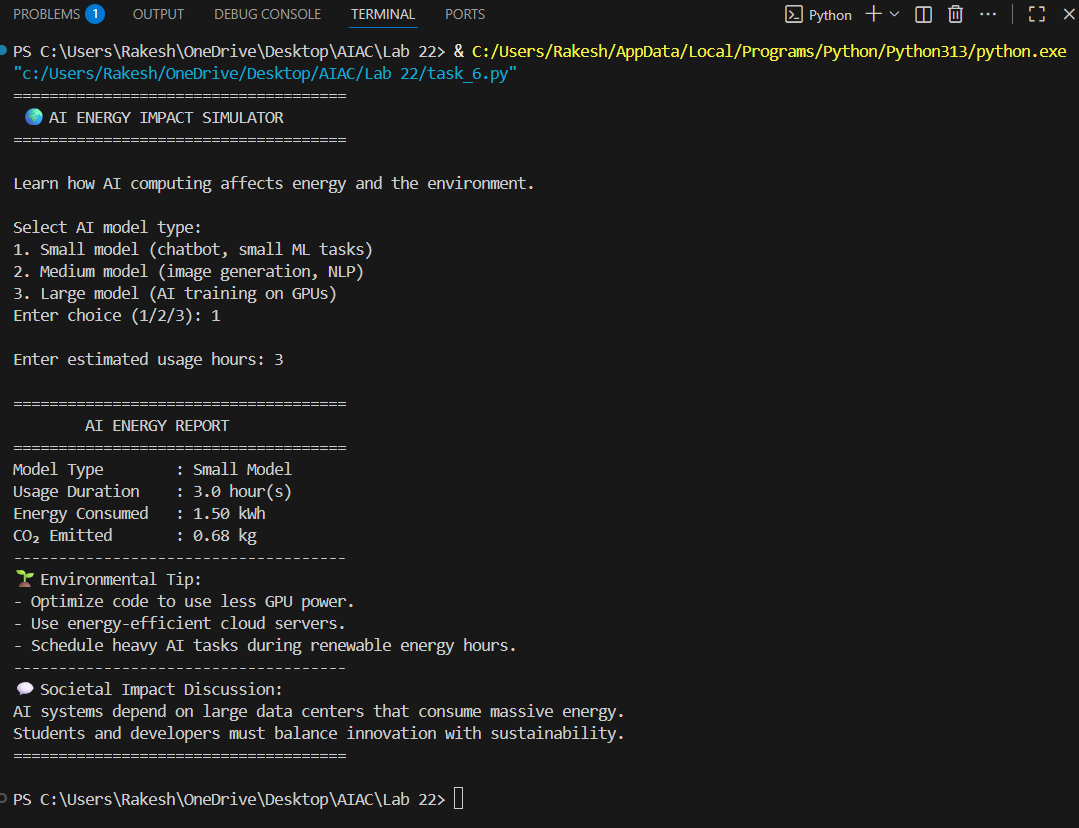 PROBLEMS 1 OUTPUT DEBUG CONSOLE TERMINAL PORTS Python
PS C:\Users\Rakesh\OneDrive\Desktop\AIAC\Lab 22> & C:/Users/Rakesh/AppData/Local/Programs/Python/Python313/python.exe
"c:/Users/Rakesh/OneDrive/Desktop/AIAC/Lab 22/task_6.py"
=====================================
🌍 AI ENERGY IMPACT SIMULATOR
=====================================
Learn how AI computing affects energy and the environment.
Select AI model type:
1. Small model (chatbot, small ML tasks)
2. Medium model (image generation, NLP)
3. Large model (AI training on GPUs)
Enter choice (1/2/3): 1
Enter estimated usage hours: 3
=====================================
AI ENERGY REPORT
=====================================
Model Type : Small Model
Usage Duration : 3.0 hour(s)
Energy Consumed : 1.50 kWh
CO₂ Emitted : 0.68 kg
-------------------------------------
🌱 Environmental Tip:
- Optimize code to use less GPU power.
- Use energy-efficient cloud servers.
- Schedule heavy AI tasks during renewable energy hours.
-------------------------------------
💬 Societal Impact Discussion:
AI systems depend on large data centers that consume massive energy.
Students and developers must balance innovation with sustainability.
=====================================
PS C:\Users\Rakesh\OneDrive\Desktop\AIAC\Lab 22>